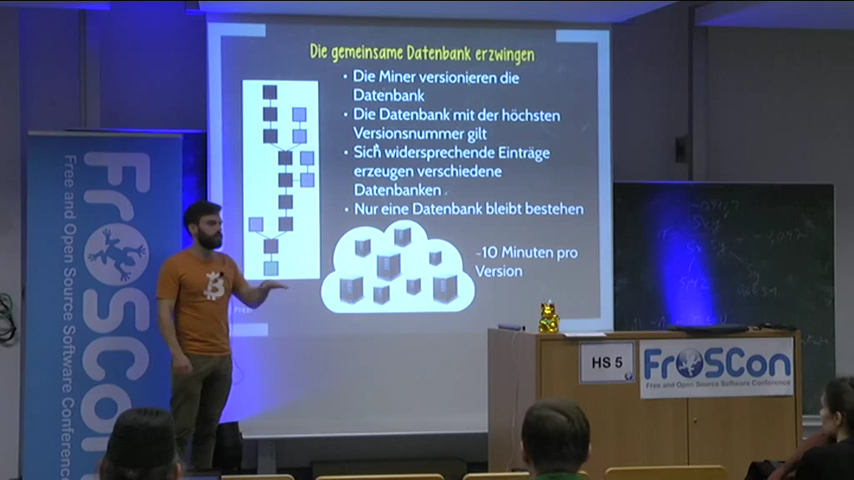 Die gemeinsame Datenbank erzwingen
• Die Miner versionieren die
Datenbank
• Die Datenbank mit der höchsten
Versionsnummer gilt
• Sich widersprechende Einträge
erzeugen verschiedene
Datenbanken
• Nur eine Datenbank bleibt bestehen
~10 Minuten pro
Version
FrOSCon
Free and Open Source Software Conference
HS 5
FrOSCon
Free and Open Source Software Conference